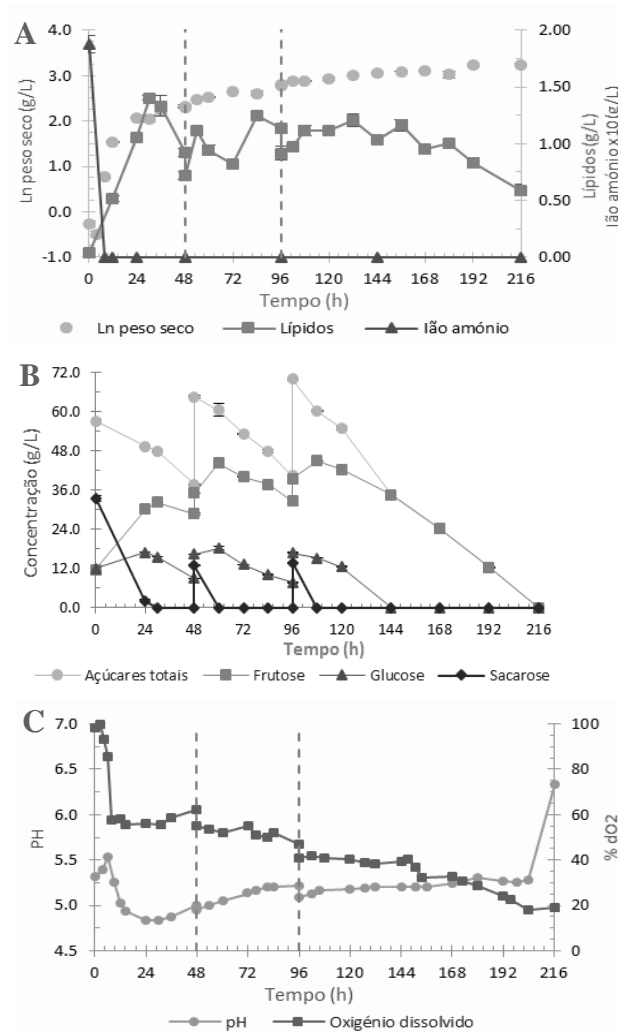 A
Ln peso seco (g/L)
4.0
3.0
2.0
1.0
0.0
-1.0
2.00
1.50
1.00
0.50
0.00
Lípidos(g/L)
Ião amónio x10 (g/L)
0 24 48 72 96 120 144 168 192 216
Tempo (h)
Ln peso seco Lípidos Ião amónio
B
Concentração (g/L)
72.0
60.0
48.0
36.0
24.0
12.0
0.0
0 24 48 72 96 120 144 168 192 216
Tempo (h)
Açúcares totais Frutose Glucose Sacarose
C
PH
7.0
6.5
6.0
5.5
5.0
4.5
100
80
60
40
20
0
% dO2
0 24 48 72 96 120 144 168 192 216
Tempo (h)
pH Oxigénio dissolvido